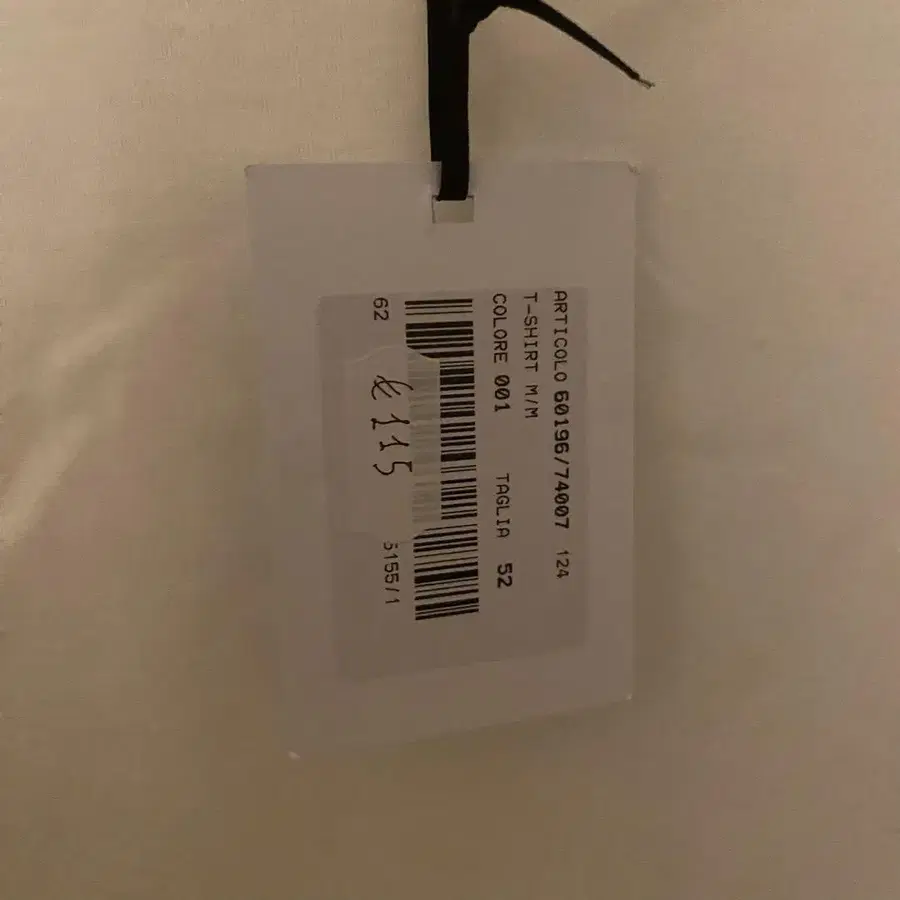 ARTICOLO 60196/74007 124
T-SHIRT M/M
COLORE 001 TAGLIA 52
62 5155/1
€ 115